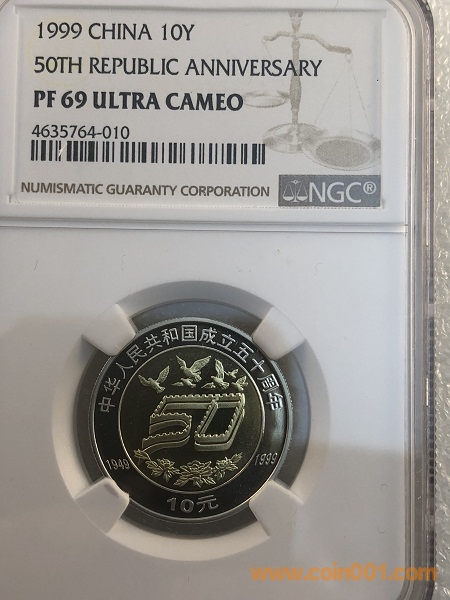 1999 CHINA 10Y
50TH REPUBLIC ANNIVERSARY
PF 69 ULTRA CAMEO
4635764-010
NUMISMATIC GUARANTY CORPORATION
NGC®
中华人民共和国成立五十周年
50
1949
1999
10元
www.coin001.com